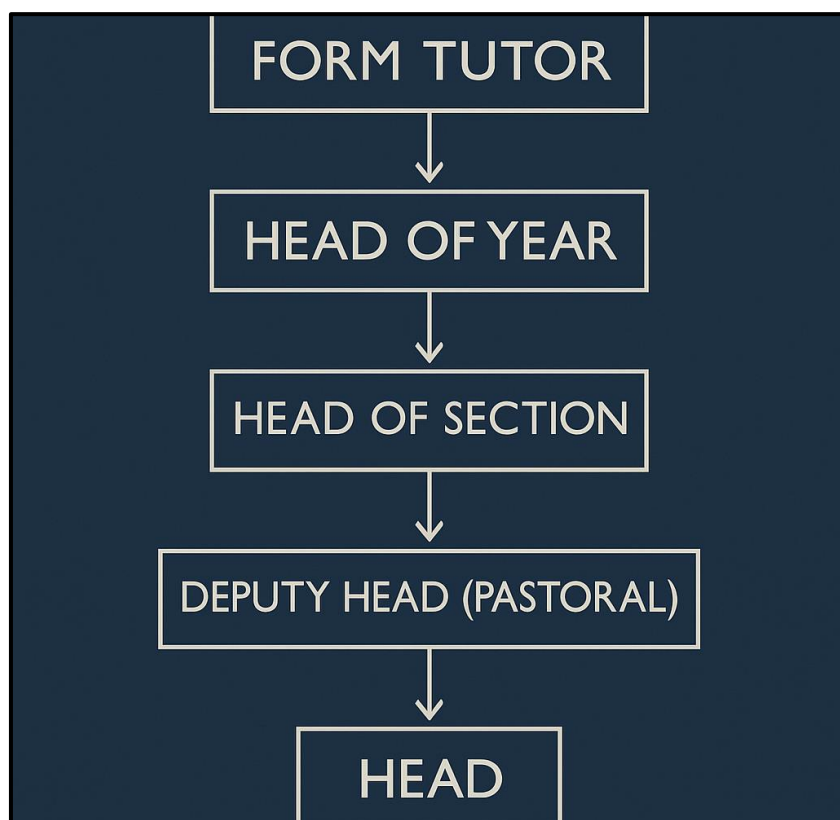 FORM TUTOR
HEAD OF YEAR
HEAD OF SECTION
DEPUTY HEAD (PASTORAL)
HEAD